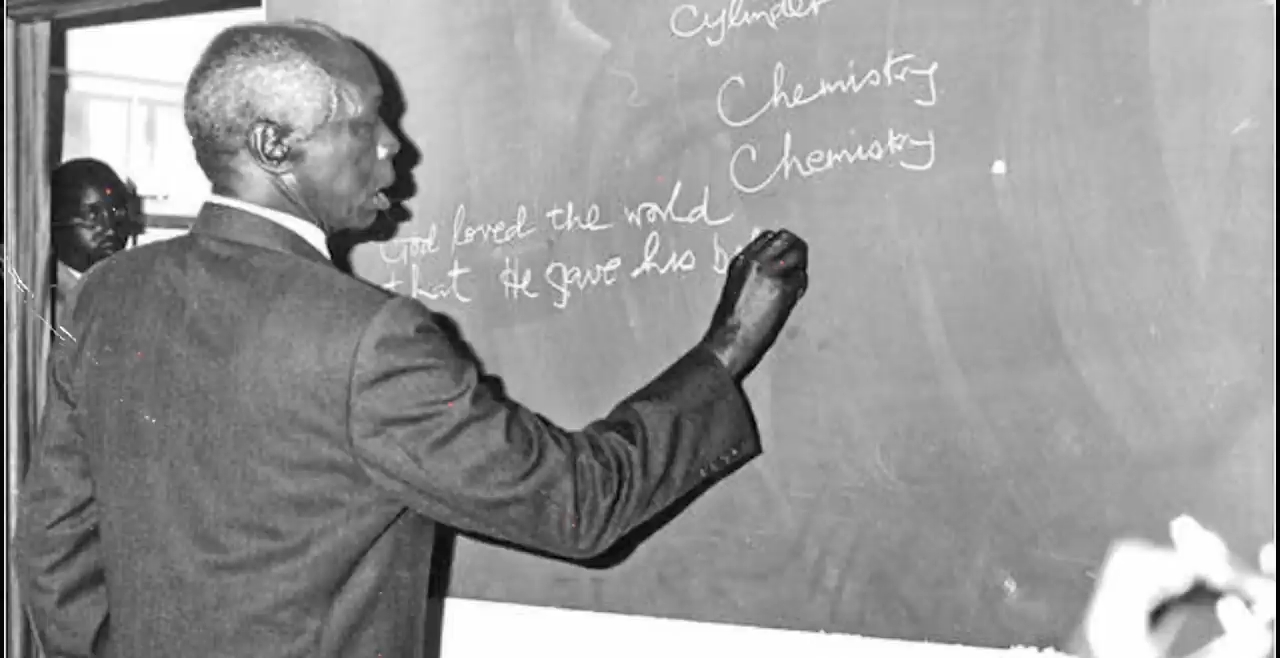 Cylinder
Chemistry
Chemistry
God loved the world
that He gave his